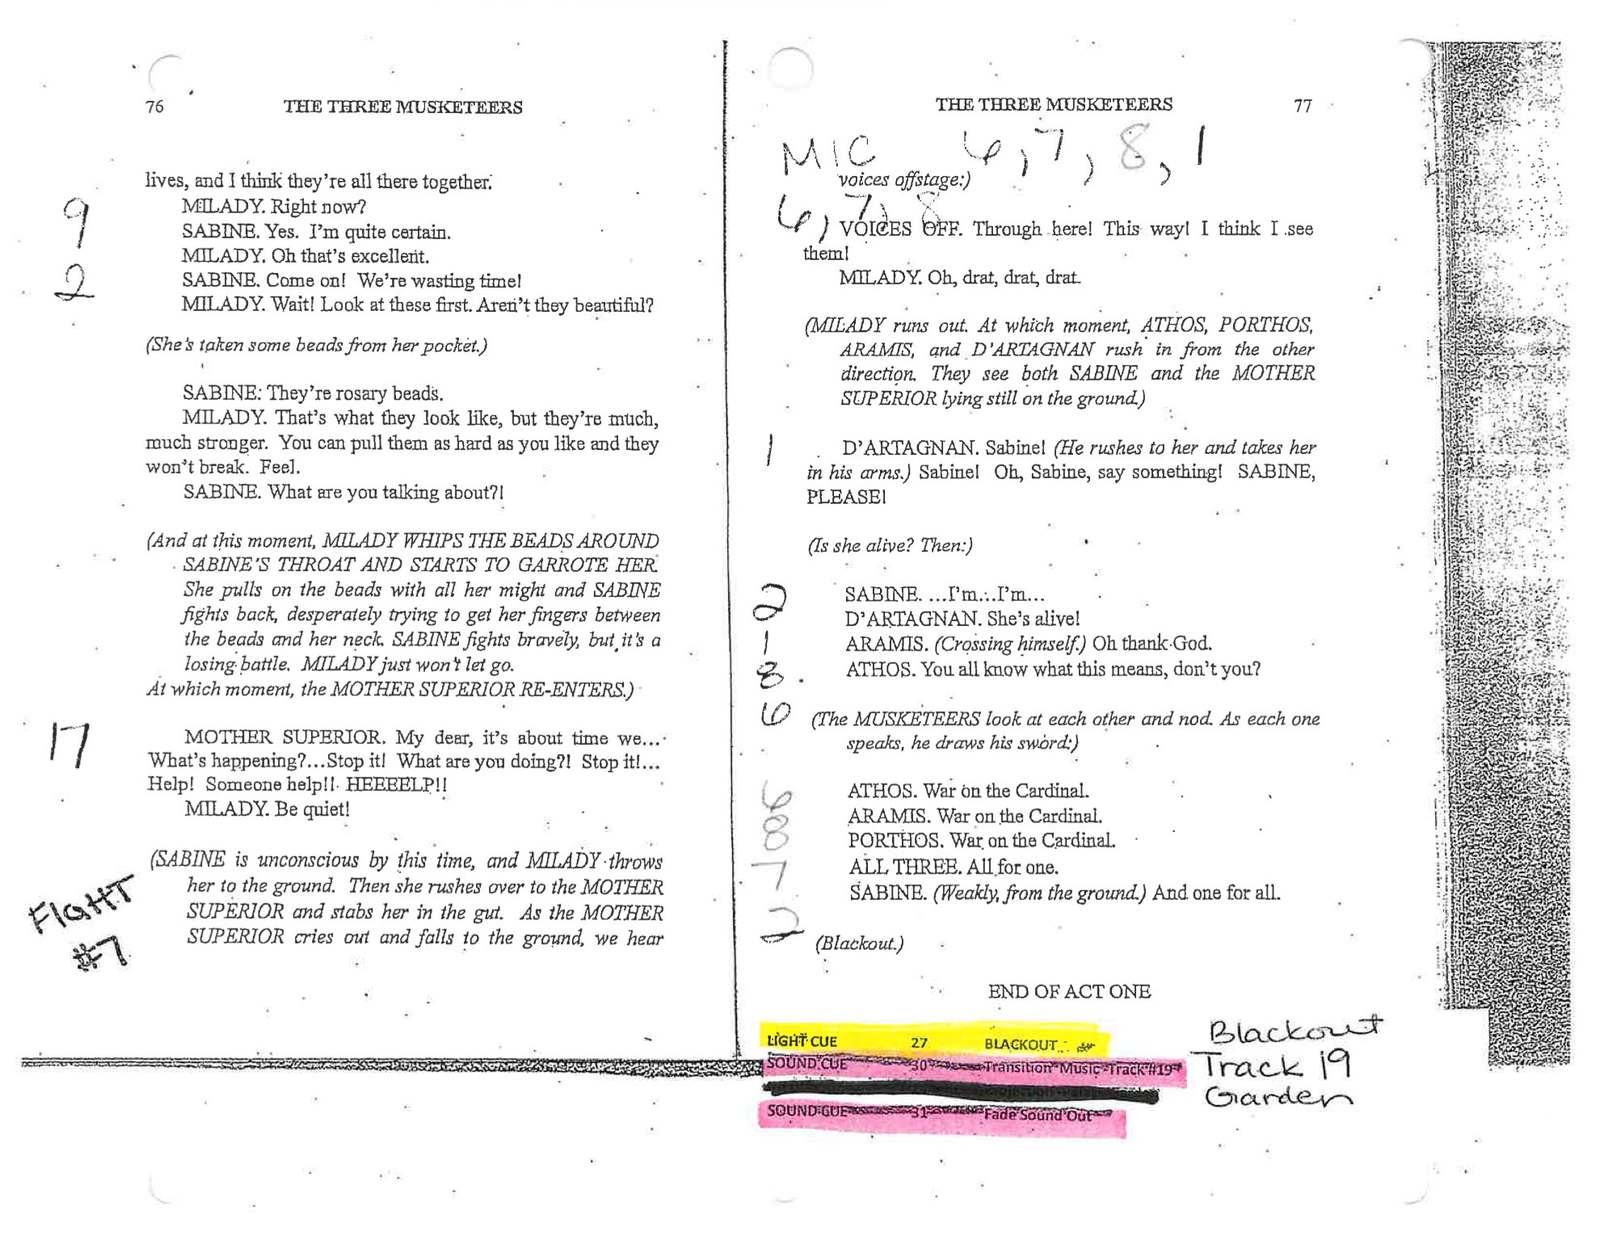 76 THE THREE MUSKETEERS
lives, and I think they're all there together.
9
MILADY. Right now?
SABINE. Yes. I'm quite certain.
MILADY. Oh that's excellent.
2
SABINE. Come on! We're wasting time!
MILADY. Wait! Look at these first. Aren't they beautiful?
(She's taken some beads from her pocket.)
SABINE: They're rosary beads.
MILADY. That's what they look like, but they're much,
much stronger. You can pull them as hard as you like and they
won't break. Feel.
SABINE. What are you talking about?!
(And at this moment, MILADY WHIPS THE BEADS AROUND
SABINE'S THROAT AND STARTS TO GARROTE HER.
She pulls on the beads with all her might and SABINE
fights back, desperately trying to get her fingers between
the beads and her neck. SABINE fights bravely, but it's a
losing battle. MILADY just won't let go.
At which moment, the MOTHER SUPERIOR RE-ENTERS.)
17
MOTHER SUPERIOR. My dear, it's about time we...
What's happening?...Stop it! What are you doing?! Stop it!...
Help! Someone help!! HEEEELP!!
MILADY. Be quiet!
(SABINE is unconscious by this time, and MILADY throws
her to the ground. Then she rushes over to the MOTHER
SUPERIOR and stabs her in the gut. As the MOTHER
SUPERIOR cries out and falls to the ground, we hear
FIGHT
#7
THE THREE MUSKETEERS 77
MIC 6, 7, 8, 1
voices offstage:)
6, 7, 8
VOICES OFF. Through here! This way! I think I see
them!
MILADY. Oh, drat, drat, drat.
(MILADY runs out. At which moment, ATHOS, PORTHOS,
ARAMIS, and D'ARTAGNAN rush in from the other
direction. They see both SABINE and the MOTHER
SUPERIOR lying still on the ground.)
1
D'ARTAGNAN. Sabine! (He rushes to her and takes her
in his arms.) Sabine! Oh, Sabine, say something! SABINE,
PLEASE!
(Is she alive? Then:)
2
SABINE. ...I'm...I'm...
D'ARTAGNAN. She's alive!
1
ARAMIS. (Crossing himself.) Oh thank God.
8
ATHOS. You all know what this means, don't you?
6
(The MUSKETEERS look at each other and nod. As each one
speaks, he draws his sword:)
6
ATHOS. War on the Cardinal.
8
ARAMIS. War on the Cardinal.
PORTHOS. War on the Cardinal.
7
ALL THREE. All for one.
SABINE. (Weakly, from the ground.) And one for all.
2
(Blackout.)
END OF ACT ONE
LIGHT CUE 27 BLACKOUT
SOUND CUE 30 Transition Music Track #19
SOUND CUE 31 Fade Sound Out
Blackout
Track 19
Garden